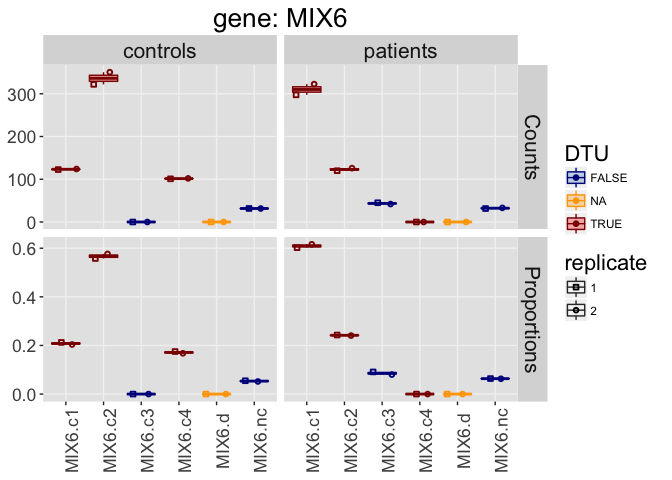 gene: MIX6
controls
patients
300
200
100
0
Counts
0.6
0.4
0.2
0.0
Proportions
MIX6.c1
MIX6.c2
MIX6.c3
MIX6.c4
MIX6.d
MIX6.nc
MIX6.c1
MIX6.c2
MIX6.c3
MIX6.c4
MIX6.d
MIX6.nc
DTU
FALSE
NA
TRUE
replicate
1
2